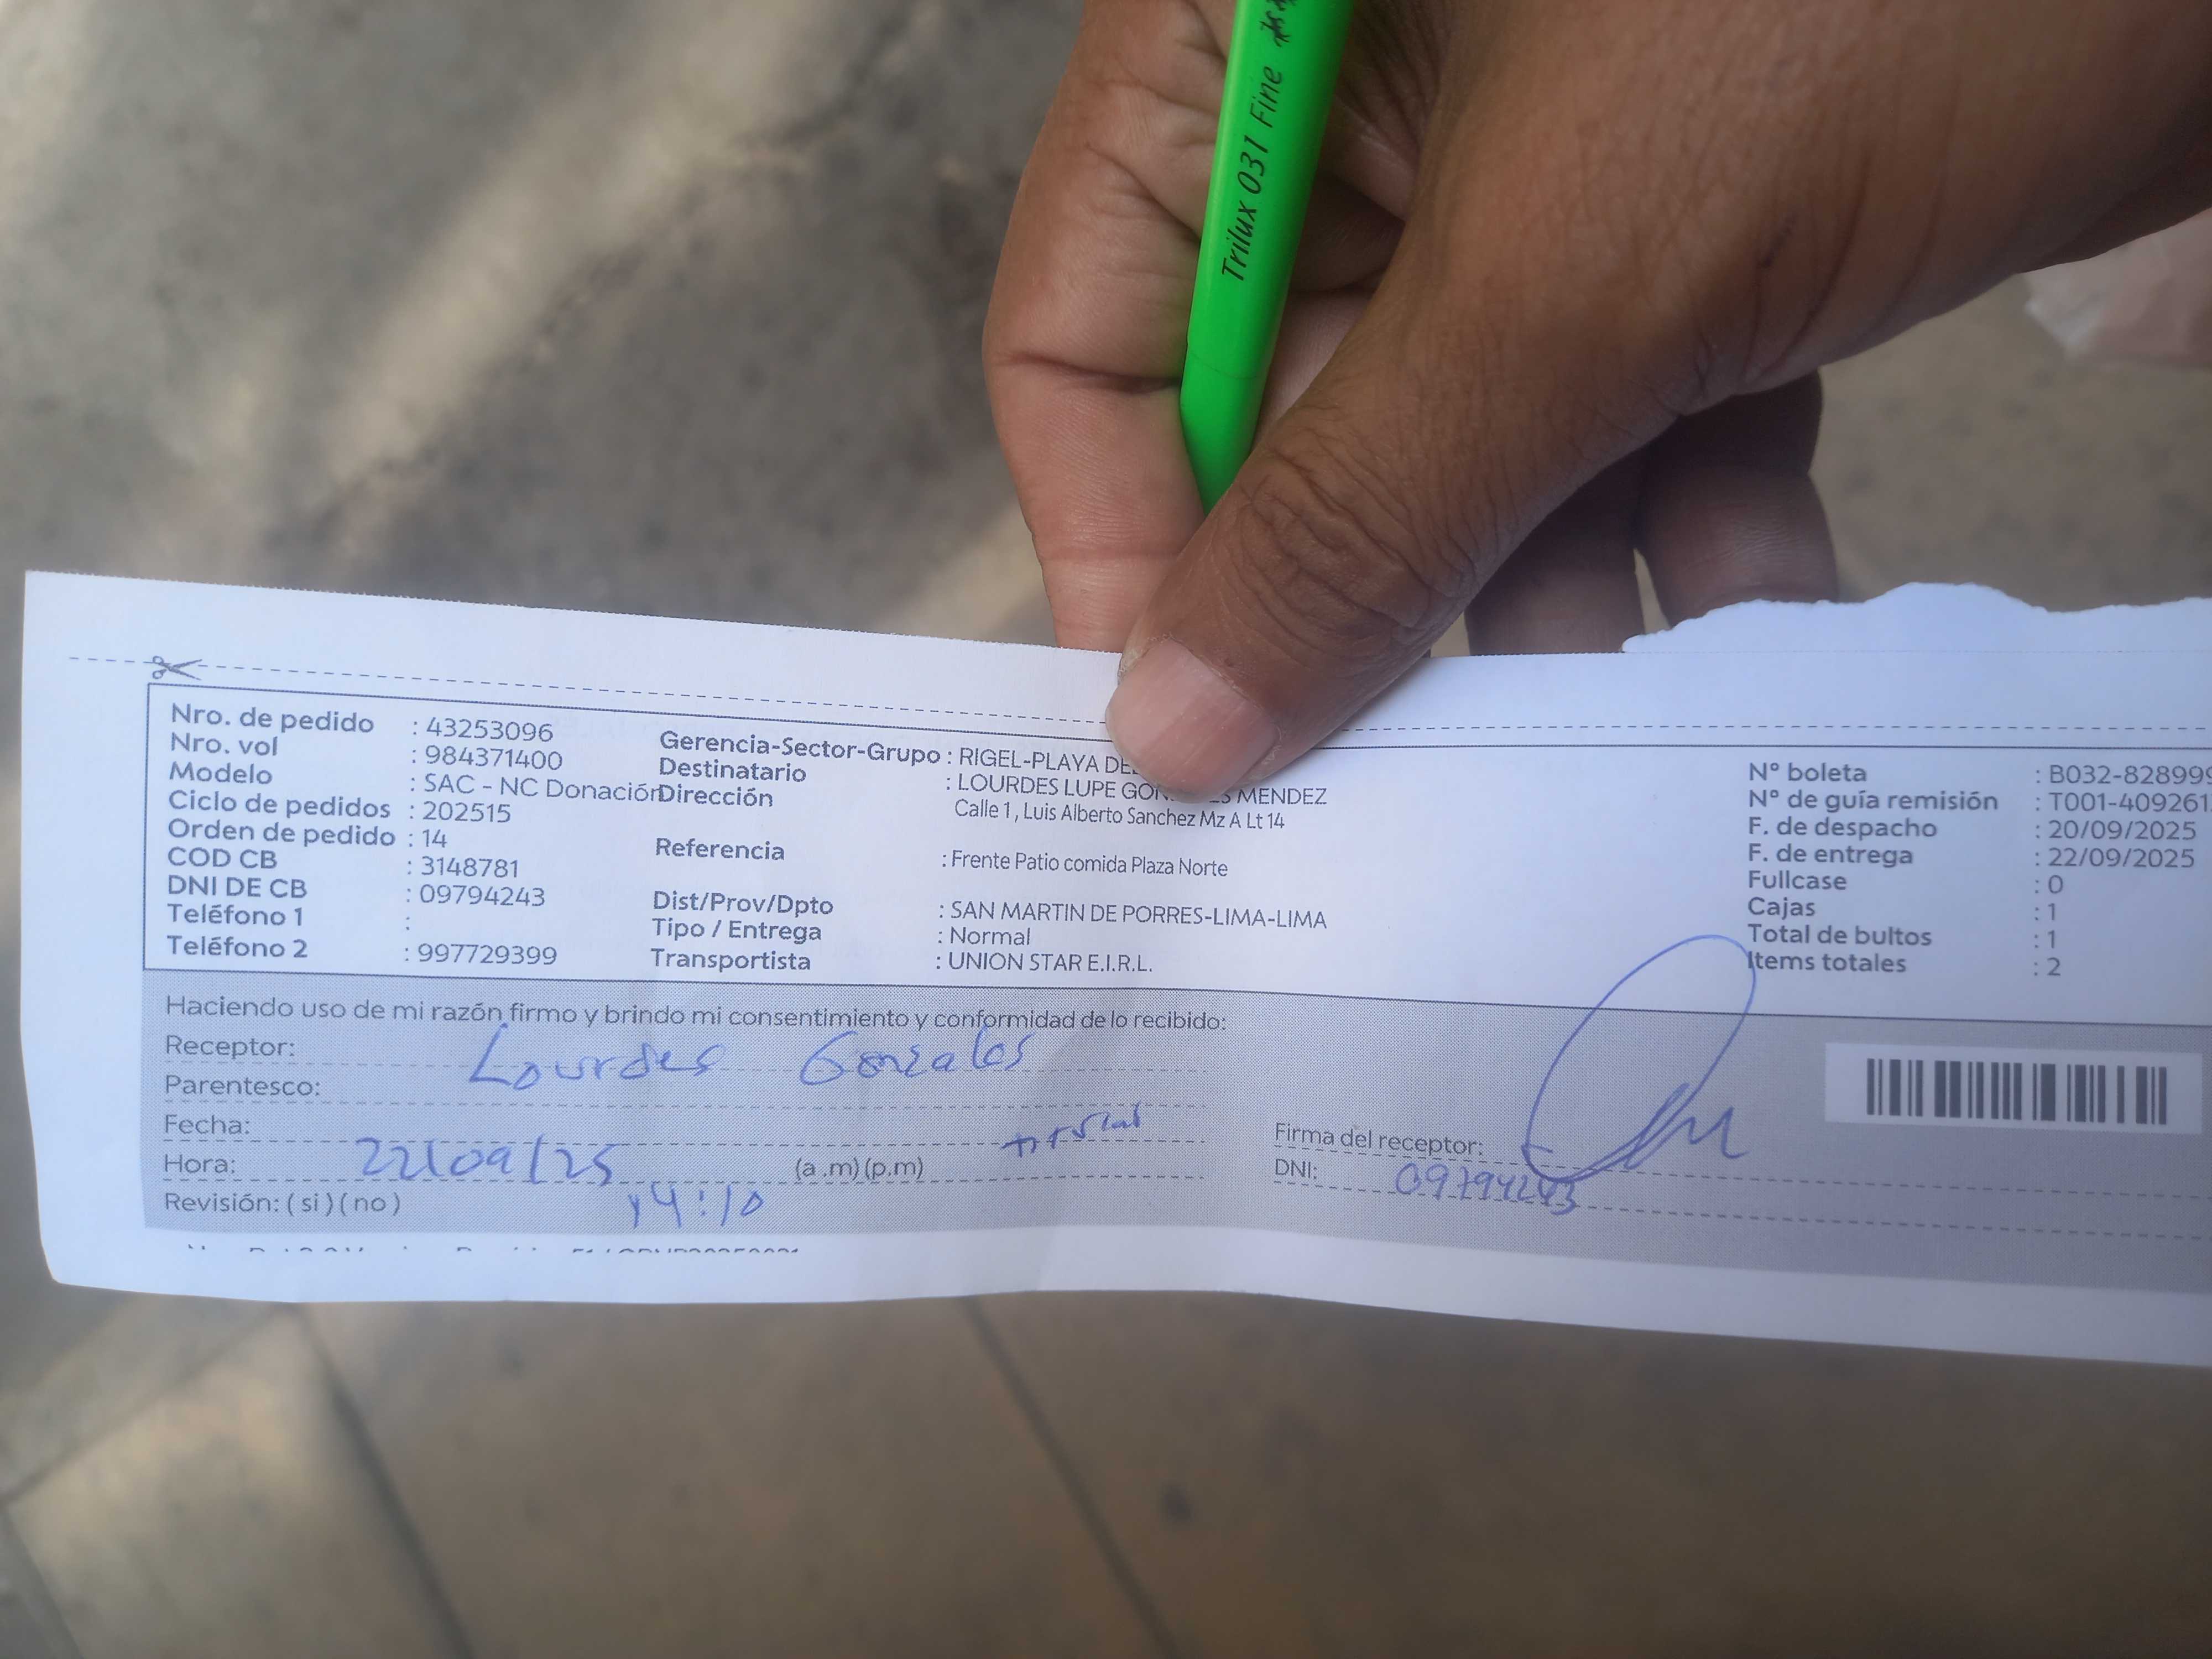 Trilux 031 Fine
Nro. de pedido : 43253096
Nro. vol : 984371400
Modelo : SAC - NC Donación
Ciclo de pedidos : 202515
Orden de pedido : 14
COD CB : 3148781
DNI DE CB : 09794243
Teléfono 1 :
Teléfono 2 : 997729399
Gerencia-Sector-Grupo : RIGEL-PLAYA
Destinatario : LOURDES LUPE MENDEZ
Dirección Calle 1, Luis Alberto Sanchez Mz A Lt 14
Referencia : Frente Patio comida Plaza Norte
Dist/Prov/Dpto : SAN MARTIN DE PORRES-LIMA-LIMA
Tipo / Entrega : Normal
Transportista : UNION STAR E.I.R.L.
N° boleta : B032-828999
N° de guía remisión : T001-409261
F. de despacho : 20/09/2025
F. de entrega : 22/09/2025
Fullcase : 0
Cajas : 1
Total de bultos : 1
Items totales : 2
Haciendo uso de mi razón firmo y brindo mi consentimiento y conformidad de lo recibido:
Receptor: Lourdes Gonzales
Parentesco: titular
Fecha: 22/09/25
Hora: 14:10 (a .m) (p.m)
Revisión: ( si ) ( no )
Firma del receptor:
DNI: 09794243